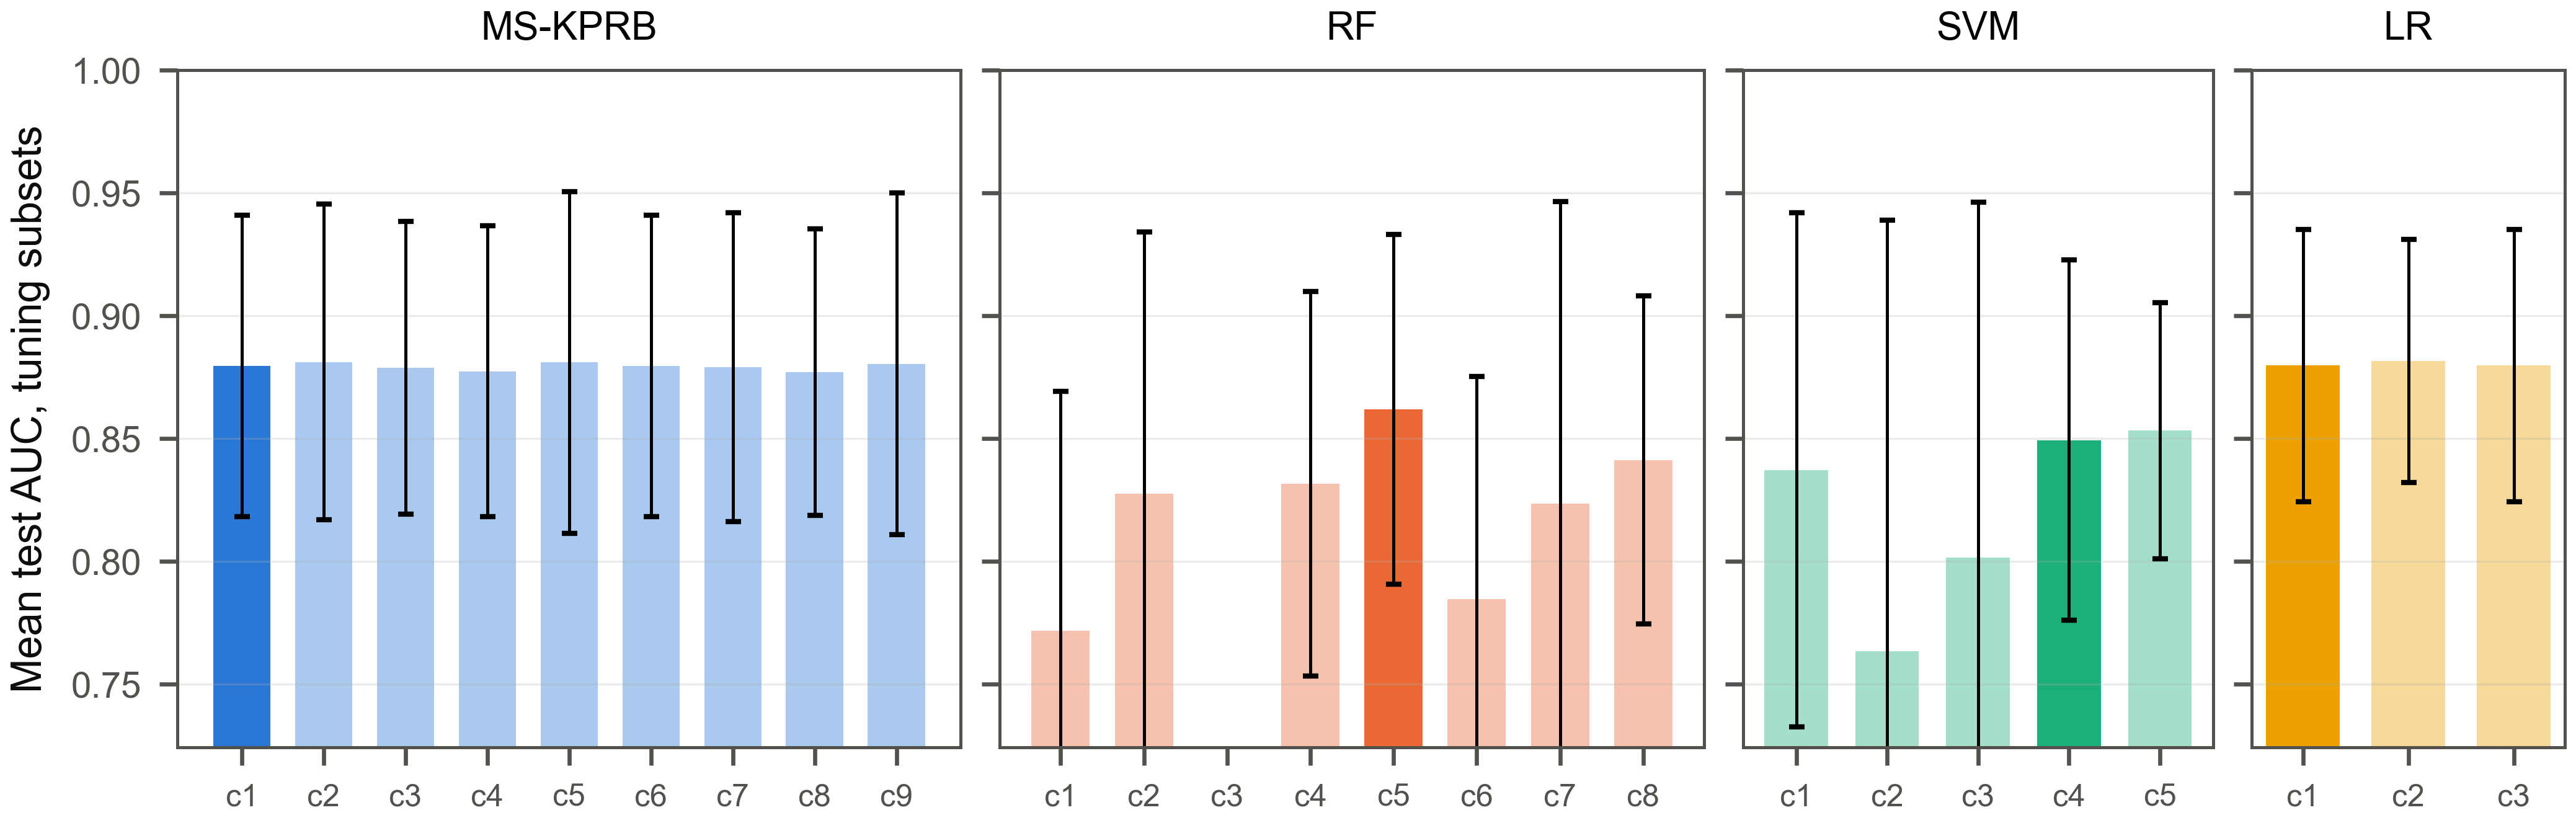 MS-KPRB
RF
SVM
LR
Mean test AUC, tuning subsets
1.00
0.95
0.90
0.85
0.80
0.75
c1 c2 c3 c4 c5 c6 c7 c8 c9
c1 c2 c3 c4 c5 c6 c7 c8
c1 c2 c3 c4 c5
c1 c2 c3